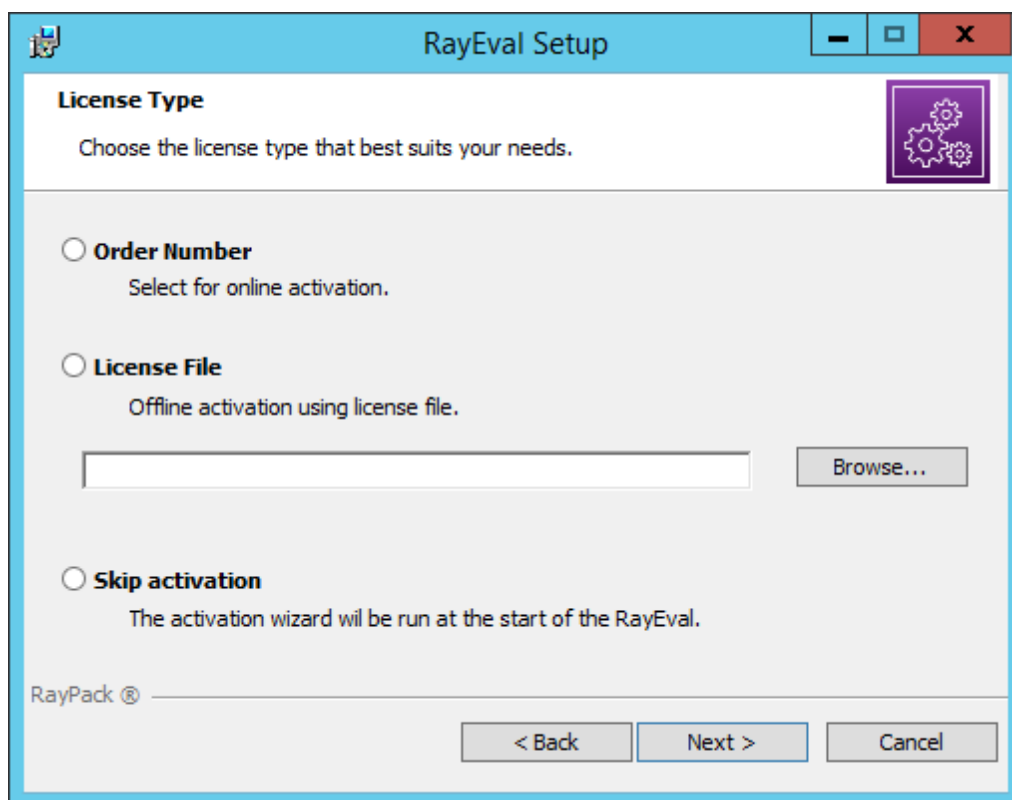 RayEval Setup
License Type
Choose the license type that best suits your needs.
Order Number
Select for online activation.
License File
Offline activation using license file.
Browse...
Skip activation
The activation wizard wil be run at the start of the RayEval.
RayPack ®
< Back Next > Cancel